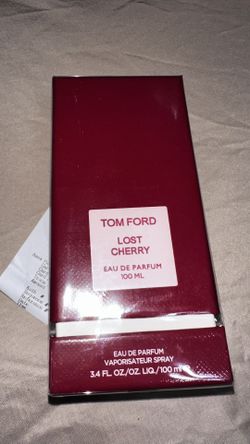 TOM FORD
LOST
CHERRY
EAU DE PARFUM
100 ML
EAU DE PARFUM
VAPORISATEUR SPRAY
3.4 FL. OZ/OZ. LIQ./100 ml